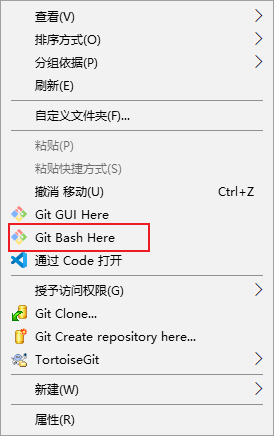 查看(V)
排序方式(O)
分组依据(P)
刷新(E)
自定义文件夹(F)...
粘贴(P)
粘贴快捷方式(S)
撤消 移动(U) Ctrl+Z
Git GUI Here
Git Bash Here
通过 Code 打开
授予访问权限(G)
Git Clone...
Git Create repository here...
TortoiseGit
新建(W)
属性(R)